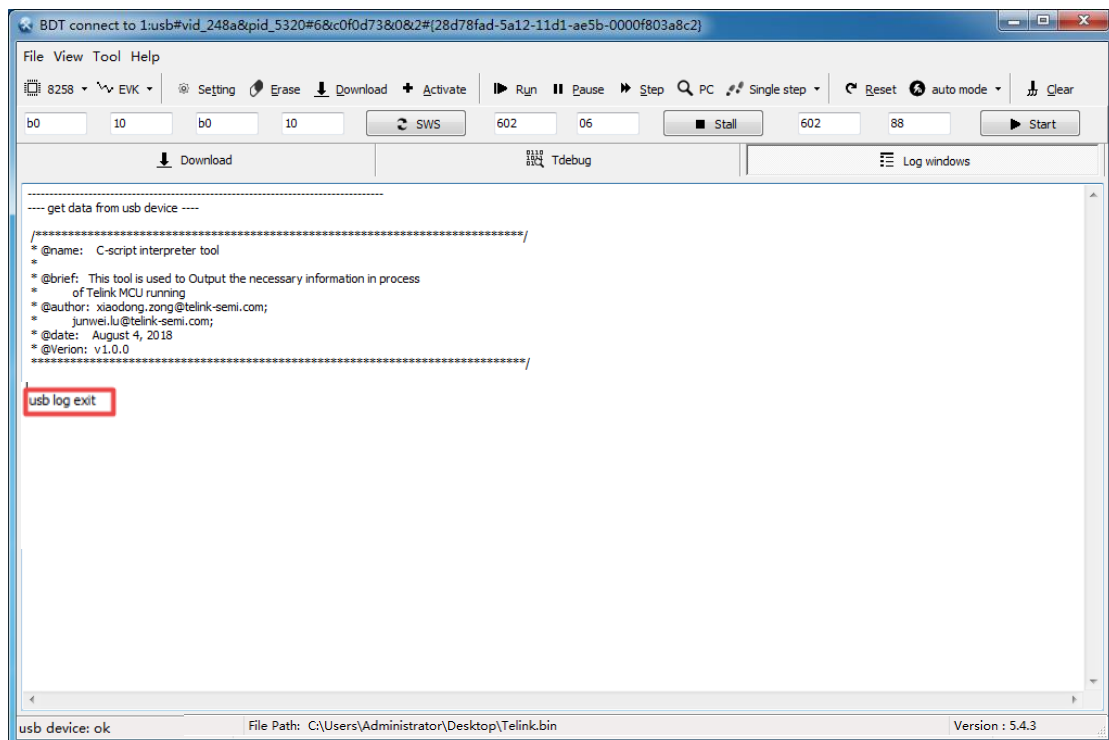 BDT connect to 1:usb#vid_248a&pid_5320#6&c0f0d73&0&2#{28d78fad-5a12-11d1-ae5b-0000f803a8c2}
File View Tool Help
8258 EVK Setting Erase Download Activate Run Pause Step PC Single step Reset auto mode Clear
b0 10 b0 10 SWS 602 06 Stall 602 88 Start
Download Tdebug Log windows
--------------------------------------------------------------------------------
---- get data from usb device ----
/*****************************************************************************/
* @name: C-script interpreter tool
*
* @brief: This tool is used to Output the necessary information in process
* of Telink MCU running
* @author: xiaodong.zong@telink-semi.com;
* junwei.lu@telink-semi.com;
* @date: August 4, 2018
* @Verion: v1.0.0
*****************************************************************************/
usb log exit
usb device: ok File Path: C:\Users\Administrator\Desktop\Telink.bin Version : 5.4.3